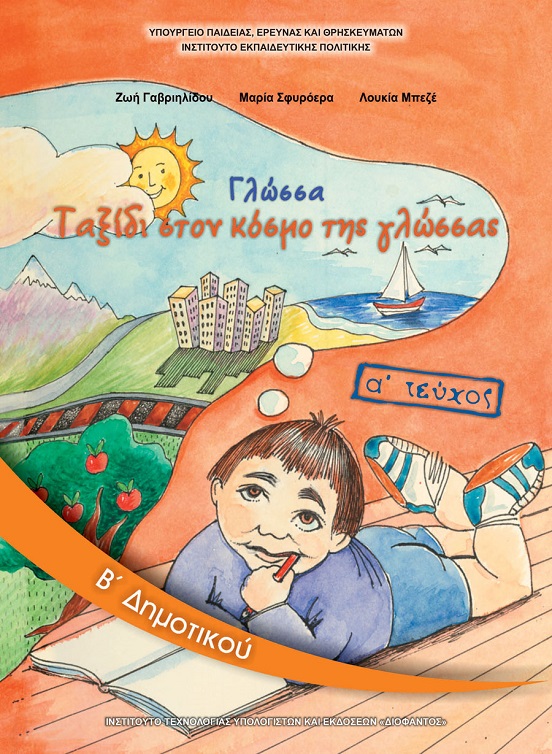 ΥΠΟΥΡΓΕΙΟ ΠΑΙΔΕΙΑΣ, ΕΡΕΥΝΑΣ ΚΑΙ ΘΡΗΣΚΕΥΜΑΤΩΝ
ΙΝΣΤΙΤΟΥΤΟ ΕΚΠΑΙΔΕΥΤΙΚΗΣ ΠΟΛΙΤΙΚΗΣ
Ζωή Γαβριηλίδου Μαρία Σφυρόερα Λουκία Μπεζέ
Γλώσσα
Ταξίδι στον κόσμο της γλώσσας
α΄ τεύχος
Β΄ Δημοτικού
ΙΝΣΤΙΤΟΥΤΟ ΤΕΧΝΟΛΟΓΙΑΣ ΥΠΟΛΟΓΙΣΤΩΝ ΚΑΙ ΕΚΔΟΣΕΩΝ «ΔΙΟΦΑΝΤΟΣ»